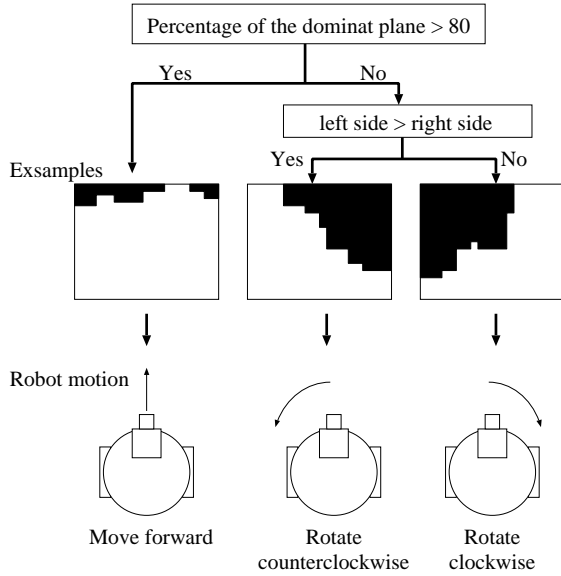 Percentage of the dominat plane > 80
Yes
No
left side > right side
Yes
No
Exsamples
Robot motion
Move forward
Rotate
counterclockwise
Rotate
clockwise